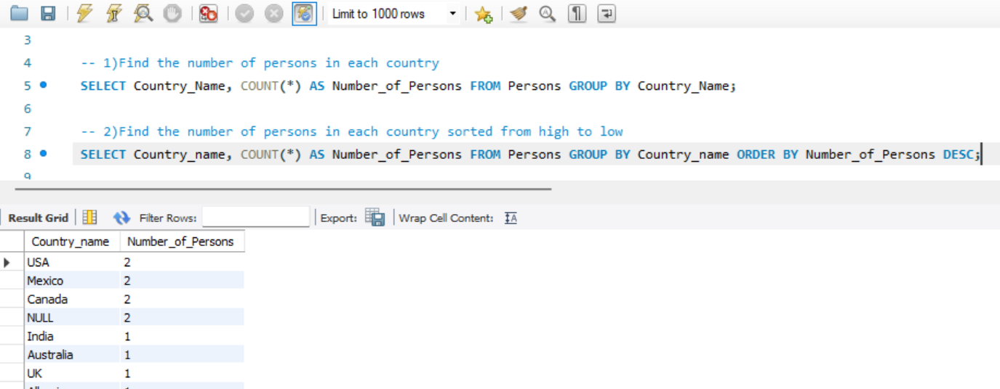 Limit to 1000 rows
3
4 -- 1)Find the number of persons in each country
5 SELECT Country_Name, COUNT(*) AS Number_of_Persons FROM Persons GROUP BY Country_Name;
6
7 -- 2)Find the number of persons in each country sorted from high to low
8 SELECT Country_name, COUNT(*) AS Number_of_Persons FROM Persons GROUP BY Country_name ORDER BY Number_of_Persons DESC;
9
Result Grid Filter Rows: Export: Wrap Cell Content: IA
Country_name Number_of_Persons
USA 2
Mexico 2
Canada 2
NULL 2
India 1
Australia 1
UK 1